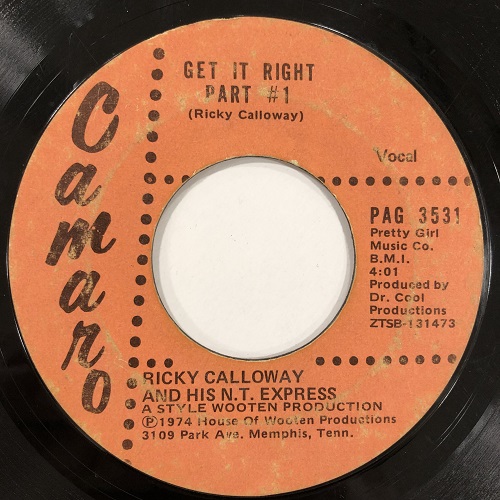 Camaro
GET IT RIGHT
PART #1
(Ricky Calloway)
Vocal
PAG 3531
Pretty Girl
Music Co.
B.M.I.
4:01
Produced by
Dr. Cool
Productions
ZTSB-131473
RICKY CALLOWAY
AND HIS N.T. EXPRESS
A STYLE WOOTEN PRODUCTION
Ⓟ1974 House Of Wooten Productions
3109 Park Ave. Memphis, Tenn.